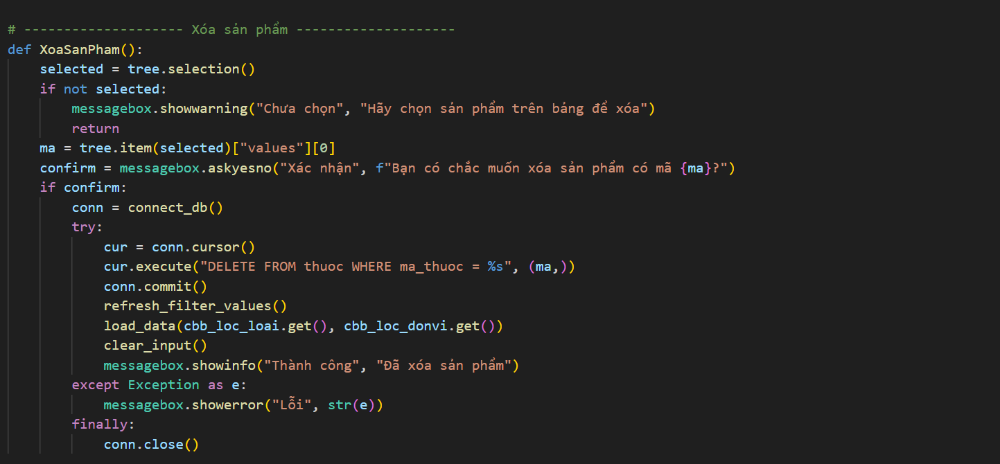 # -------------------- Xóa sản phẩm --------------------
def XoaSanPham():
    selected = tree.selection()
    if not selected:
        messagebox.showwarning("Chưa chọn", "Hãy chọn sản phẩm trên bảng để xóa")
        return
    ma = tree.item(selected)["values"][0]
    confirm = messagebox.askyesno("Xác nhận", f"Bạn có chắc muốn xóa sản phẩm có mã {ma}?")
    if confirm:
        conn = connect_db()
        try:
            cur = conn.cursor()
            cur.execute("DELETE FROM thuoc WHERE ma_thuoc = %s", (ma,))
            conn.commit()
            refresh_filter_values()
            load_data(cbb_loc_loai.get(), cbb_loc_donvi.get())
            clear_input()
            messagebox.showinfo("Thành công", "Đã xóa sản phẩm")
        except Exception as e:
            messagebox.showerror("Lỗi", str(e))
        finally:
            conn.close()